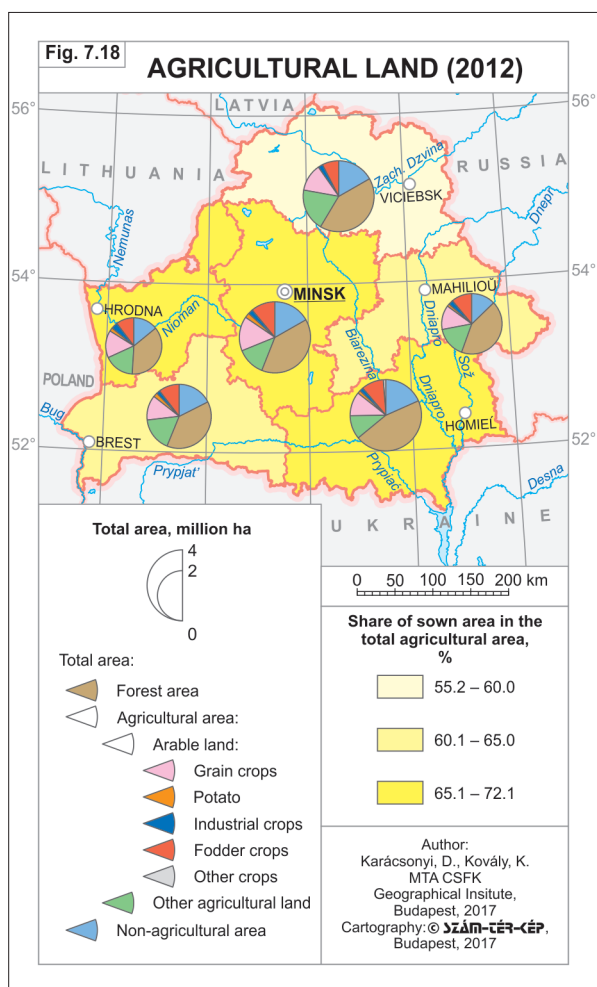 Fig. 7.18
AGRICULTURAL LAND (2012)
56°
LATVIA
56°
LITHUANIA
RUSSIA
Zach. Dzvina
VICIEBSK
Dnepr
Nemunas
54°
54°
MINSK
MAHILIOŬ
HRODNA
Nioman
Dniapro
Biarezina
Sož
POLAND
Dniapro
Bug
HOMIEL
BREST
52°
52°
Prypjat'
Prypiać
Desna
UKRAINE
Total area, million ha
4
2
0
0 50 100 150 200 km
Share of sown area in the
total agricultural area,
%
55.2 – 60.0
60.1 – 65.0
65.1 – 72.1
Total area:
Forest area
Agricultural area:
Arable land:
Grain crops
Potato
Industrial crops
Fodder crops
Other crops
Other agricultural land
Non-agricultural area
Author:
Karácsonyi, D., Kovály, K.
MTA CSFK
Geographical Insitute,
Budapest, 2017
Cartography: © SZÁM-TÉR-KÉP,
Budapest, 2017